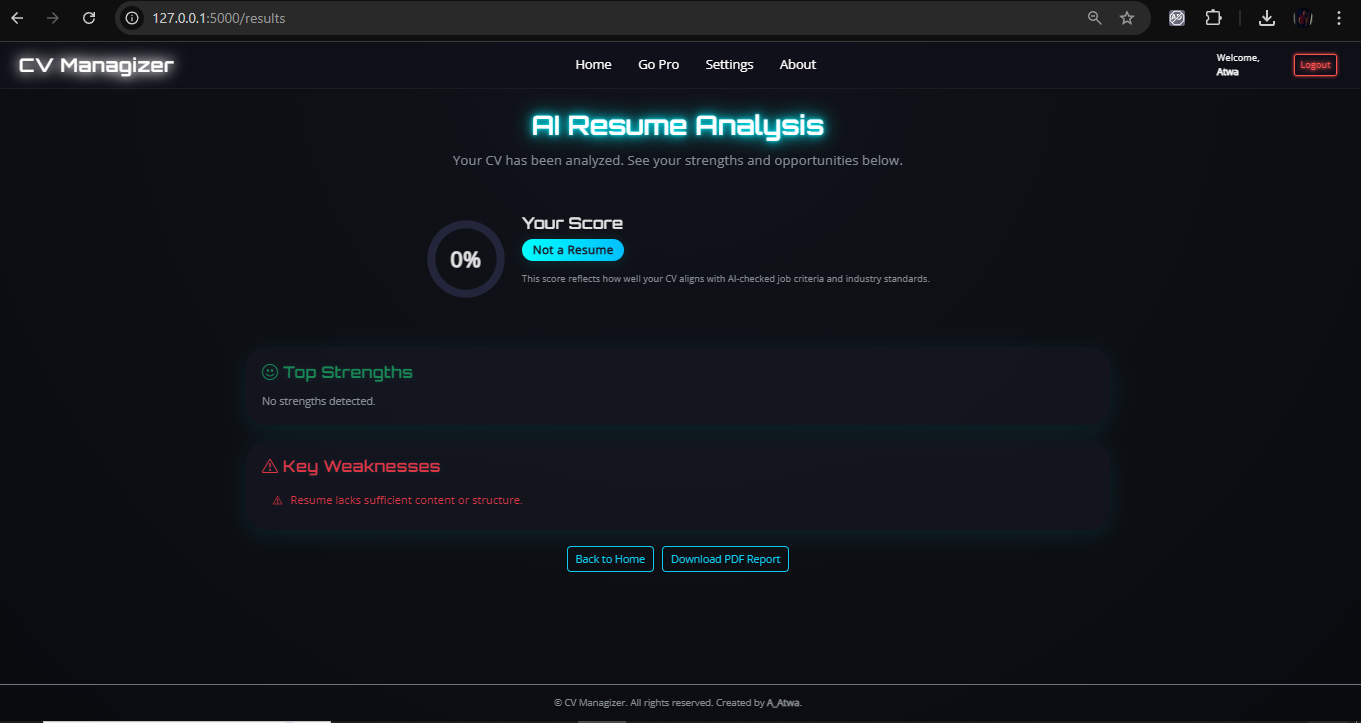 127.0.0.1:5000/results
CV Managizer
Home Go Pro Settings About
Welcome,
Atwa
Logout
AI Resume Analysis
Your CV has been analyzed. See your strengths and opportunities below.
0%
Your Score
Not a Resume
This score reflects how well your CV aligns with AI-checked job criteria and industry standards.
Top Strengths
No strengths detected.
Key Weaknesses
Resume lacks sufficient content or structure.
Back to Home Download PDF Report
© CV Managizer. All rights reserved. Created by A_Atwa.